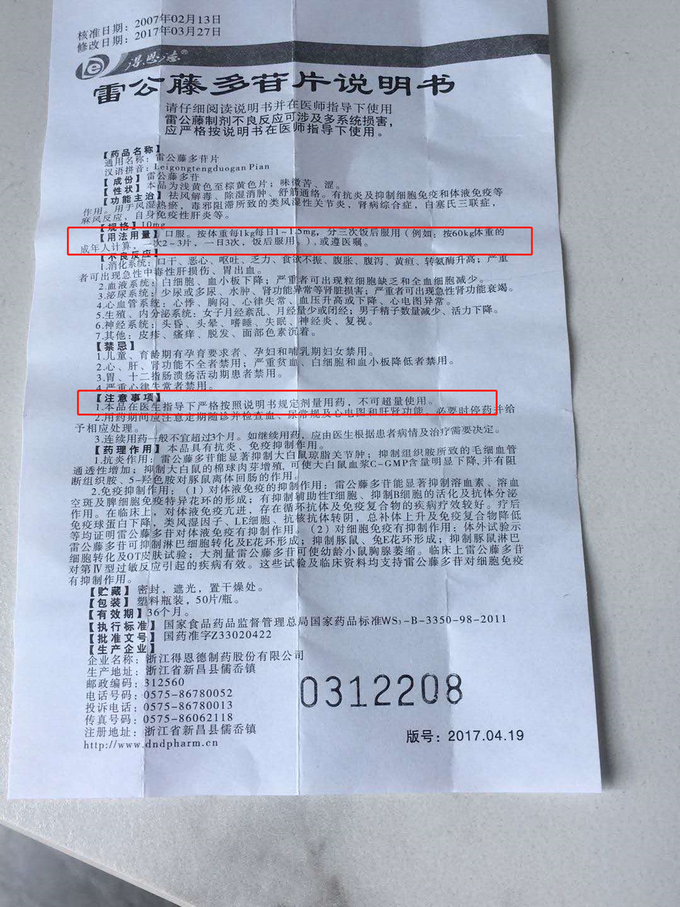 核准日期：2007年02月13日
修改日期：2017年03月27日
得恩德®
雷公藤多苷片说明书
请仔细阅读说明书并在医师指导下使用
雷公藤制剂不良反应可涉及多系统损害，
应严格按说明书在医师指导下使用。
【药品名称】
通用名称：雷公藤多苷片
汉语拼音：Leigongtengduogan Pian
【成份】雷公藤多苷
【性状】本品为浅黄色至棕黄色片；味微苦、涩。
【功能主治】祛风解毒、除湿消肿、舒筋通络。有抗炎及抑制细胞免疫和体液免疫等
作用。用于风湿热瘀，毒邪阻滞所致的类风湿性关节炎，肾病综合症，白塞氏三联症，
麻风反应，自身免疫性肝炎等。
【规格】10mg
【用法用量】口服。按体重每1kg每日1－1.5mg，分三次饭后服用（例如：按60kg体重的
成年人计算，一次2－3片，一日3次，饭后服用。），或遵医嘱。
【不良反应】
1.消化系统：口干、恶心、呕吐、乏力、食欲不振、腹胀、腹泻、黄疸、转氨酶升高；严重
者可出现急性中毒性肝损伤、胃出血。
2.血液系统：白细胞、血小板下降；严重者可出现粒细胞缺乏和全血细胞减少。
3.泌尿系统：少尿或多尿、水肿、肾功能异常等肾脏损害；严重者可出现急性肾功能衰竭。
4.心血管系统：心悸、胸闷、心律失常、血压升高或下降、心电图异常。
5.生殖、内分泌系统：女子月经紊乱、月经量少或闭经；男子精子数量减少、活力下降。
6.神经系统：头昏、头晕、嗜睡、失眠、神经炎、复视。
7.其他：皮疹、瘙痒、脱发、面部色素沉着。
【禁忌】
1.儿童、育龄期有孕育要求者、孕妇和哺乳期妇女禁用。
2.心、肝、肾功能不全者禁用；严重贫血、白细胞和血小板降低者禁用。
3.胃、十二指肠溃疡活动期患者禁用。
4.严重心律失常者禁用。
【注意事项】
1.本品在医生指导下严格按照说明书规定剂量用药，不可超量使用。
2.用药期间应注意定期随诊并检查血、尿常规及心电图和肝肾功能，必要时停药并给
予相应处理。
3.连续用药一般不宜超过3个月。如继续用药，应由医生根据患者病情及治疗需要决定。
【药理作用】本品具有抗炎、免疫抑制作用。
1.抗炎作用：雷公藤多苷能显著抑制大白鼠琼脂关节肿；抑制组织胺所致的毛细血管
通透性增加；抑制大白鼠的棉球肉芽增殖，可使大白鼠血浆C-GMP含量明显下降，并有阻
断组织胺、5-羟色胺对豚鼠离体回肠的作用。
2.免疫抑制作用：（1）对体液免疫的抑制作用：雷公藤多苷能显著抑制溶血素、溶血
空斑及脾细胞免疫特异花环的形成；有抑制辅助性T细胞、抑制B细胞的活化及抗体分泌
作用。在临床上，对体液免疫亢进，存在循环抗体及免疫复合物的疾病疗效较好。疗后
免疫球蛋白下降，类风湿因子、LE细胞、抗核抗体转阴，总补体上升及免疫复合物降低
等均证明雷公藤多苷对体液免疫有抑制作用。（2）对细胞免疫有抑制作用：体外试验示
雷公藤多苷可抑制淋巴细胞转化及E花环形成；抑制豚鼠、兔E花环形成；抑制豚鼠淋巴
细胞转化及OT皮肤试验；大剂量雷公藤多苷可使幼龄小鼠胸腺萎缩。临床上雷公藤多苷
对第Ⅳ型过敏反应引起的疾病有效。这些试验及临床资料均支持雷公藤多苷对细胞免疫
有抑制作用。
【贮藏】密封，遮光，置干燥处。
【包装】塑料瓶装，50片/瓶。
【有效期】36个月。
【执行标准】国家食品药品监督管理总局国家药品标准WS₃-B-3350-98-2011
【批准文号】国药准字Z33020422
【生产企业】
企业名称：浙江得恩德制药股份有限公司
生产地址：浙江省新昌县儒岙镇
邮政编码：312560
电话号码：0575-86780052
投诉电话：0575-86780013
传真号码：0575-86062118
注册地址：浙江省新昌县儒岙镇
http://www.dndpharm.cn
0312208
版号：2017.04.19